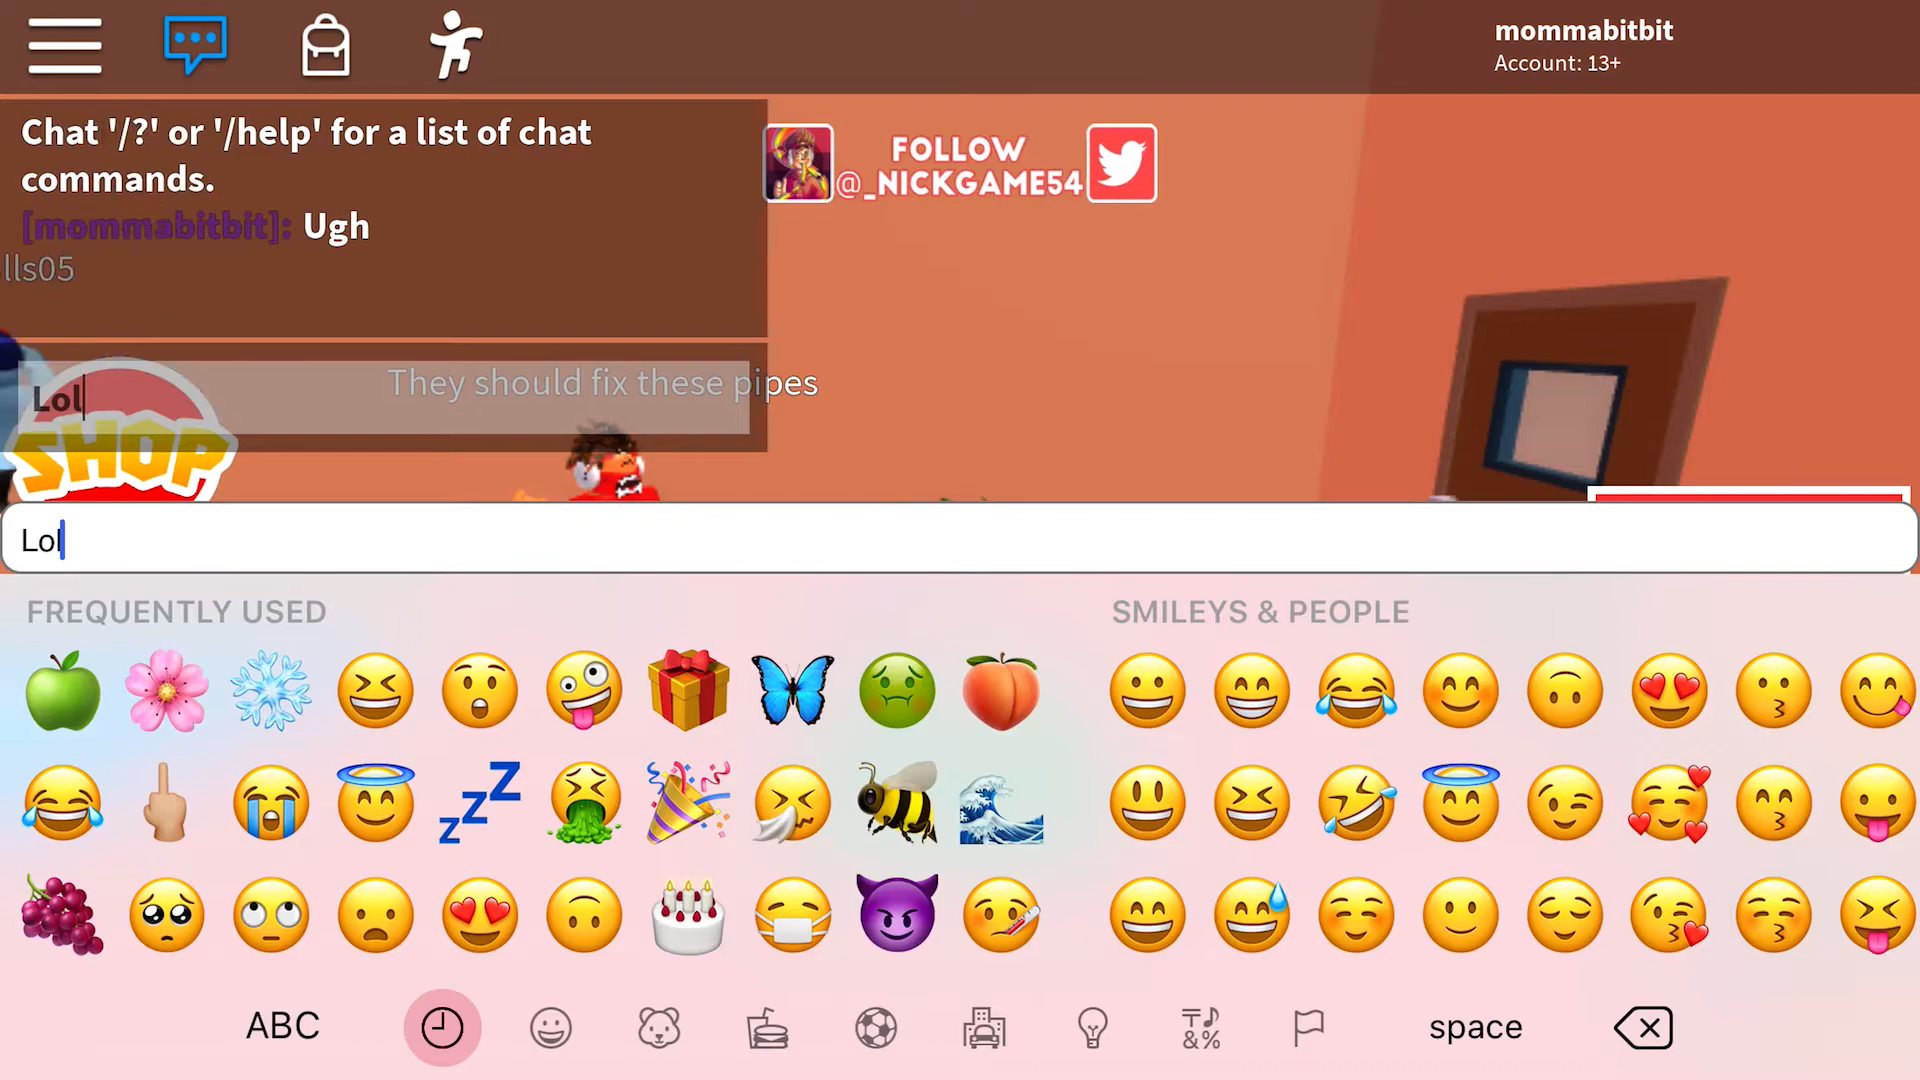 mommabitbit
Account: 13+
Chat '/?' or '/help' for a list of chat
commands.
[mommabitbit]: Ugh
lls05
FOLLOW
@_NICKGAME54
They should fix these pipes
Lol
SHOP
Lol
FREQUENTLY USED
SMILEYS & PEOPLE
zzZ
ABC
T♪
&%
space